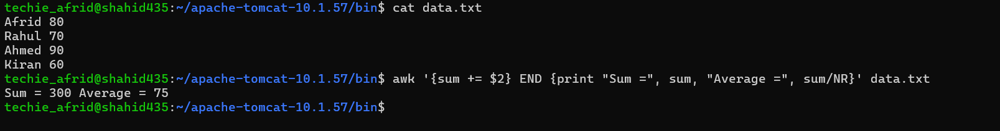 techie_afrid@shahid435:~/apache-tomcat-10.1.57/bin$ cat data.txt
Afrid 80
Rahul 70
Ahmed 90
Kiran 60
techie_afrid@shahid435:~/apache-tomcat-10.1.57/bin$ awk '{sum += $2} END {print "Sum =", sum, "Average =", sum/NR}' data.txt
Sum = 300 Average = 75
techie_afrid@shahid435:~/apache-tomcat-10.1.57/bin$